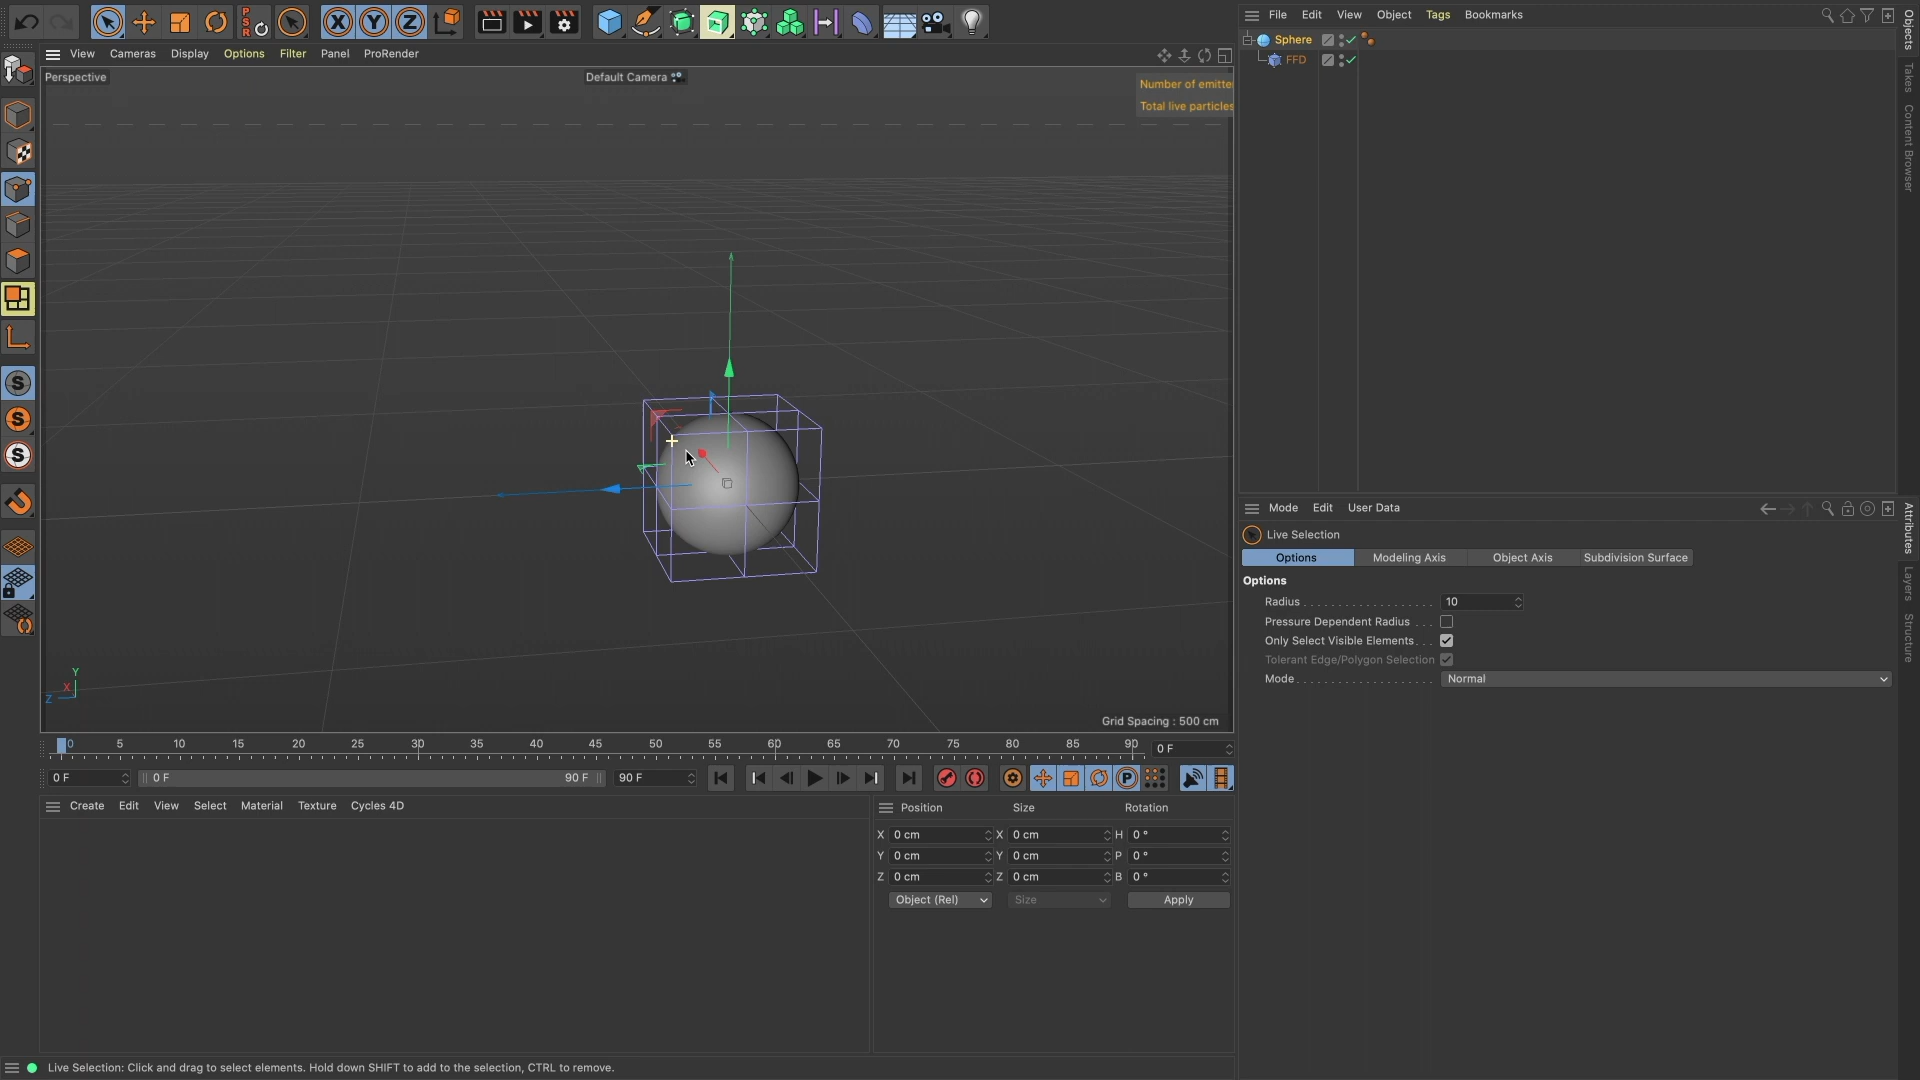 X Y Z
PSR
File Edit View Object Tags Bookmarks
View Cameras Display Options Filter Panel ProRender
Sphere
FFD
Objects
Takes
Content Browser
Perspective
Default Camera
Number of emitte
Total live particles
S
S
S
Y
X
Z
Grid Spacing : 500 cm
Mode Edit User Data
Live Selection
Options Modeling Axis Object Axis Subdivision Surface
Options
Radius 10
Pressure Dependent Radius
Only Select Visible Elements
Tolerant Edge/Polygon Selection
Mode Normal
Attributes
Layers
Structure
0 5 10 15 20 25 30 35 40 45 50 55 60 65 70 75 80 85 90 0 F
0 F 0 F 90 F 90 F P
Create Edit View Select Material Texture Cycles 4D
Position Size Rotation
X 0 cm X 0 cm H 0 °
Y 0 cm Y 0 cm P 0 °
Z 0 cm Z 0 cm B 0 °
Object (Rel) Size Apply
Live Selection: Click and drag to select elements. Hold down SHIFT to add to the selection, CTRL to remove.